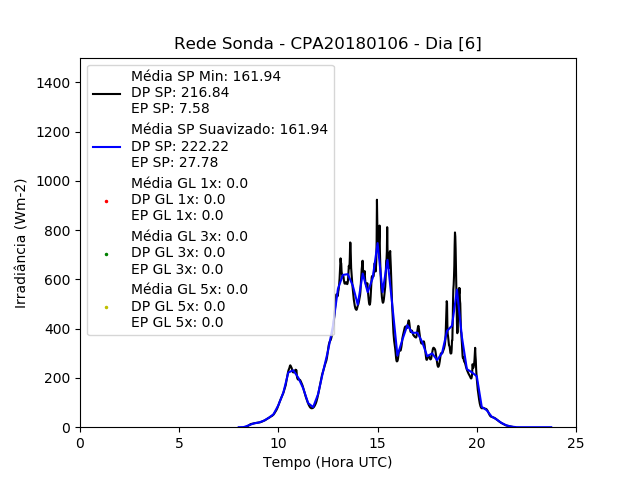 Rede Sonda - CPA20180106 - Dia [6]
Média SP Min: 161.94
DP SP: 216.84
EP SP: 7.58
Média SP Suavizado: 161.94
DP SP: 222.22
EP SP: 27.78
Média GL 1x: 0.0
DP GL 1x: 0.0
EP GL 1x: 0.0
Média GL 3x: 0.0
DP GL 3x: 0.0
EP GL 3x: 0.0
Média GL 5x: 0.0
DP GL 5x: 0.0
EP GL 5x: 0.0
Irradiância (Wm-2)
1400
1200
1000
800
600
400
200
0
0 5 10 15 20 25
Tempo (Hora UTC)